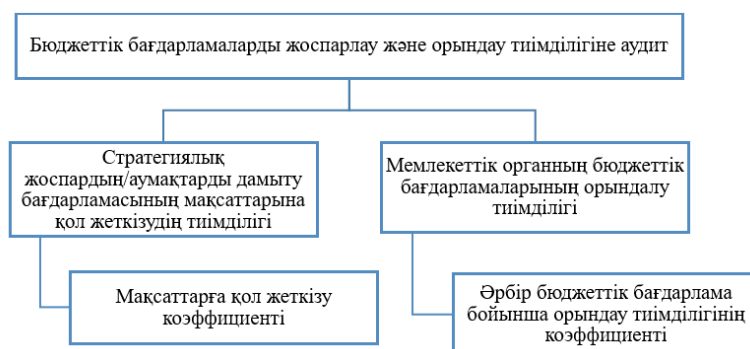 Бюджеттік бағдарламаларды жоспарлау және орындау тиімділігіне аудит
Стратегиялық
жоспардың/аумақтарды дамыту
бағдарламасының мақсаттарына
қол жеткізудің тиімділігі
Мемлекеттік органның бюджеттік
бағдарламаларының орындалу
тиімділігі
Мақсаттарға қол жеткізу
коэффициенті
Әрбір бюджеттік бағдарлама
бойынша орындау тиімділігінің
коэффициенті